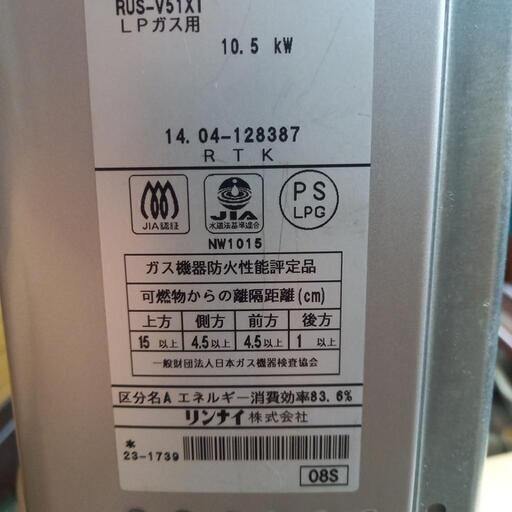 RUS-V51XT
LPガス用
10.5 kW
14.04-128387
RTK
JIA認証
JIA
水道法基準適合
PS
LPG
NW1015
ガス機器防火性能評定品
可燃物からの離隔距離(cm)
上方 側方 前方 後方
15以上 4.5以上 4.5以上 1以上
一般財団法人日本ガス機器検査協会
区分名A エネルギー消費効率83.6%
リンナイ株式会社
*
23-1739
08S